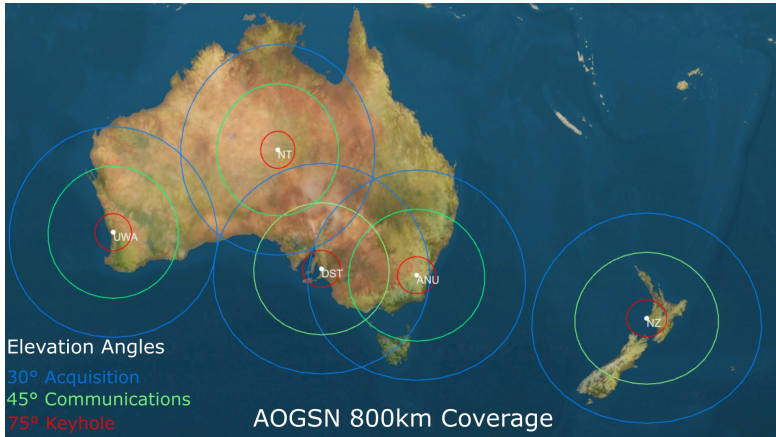 NT
UWA
DST
ANU
NZ
Elevation Angles
30° Acquisition
45° Communications
75° Keyhole
AOGSN 800km Coverage